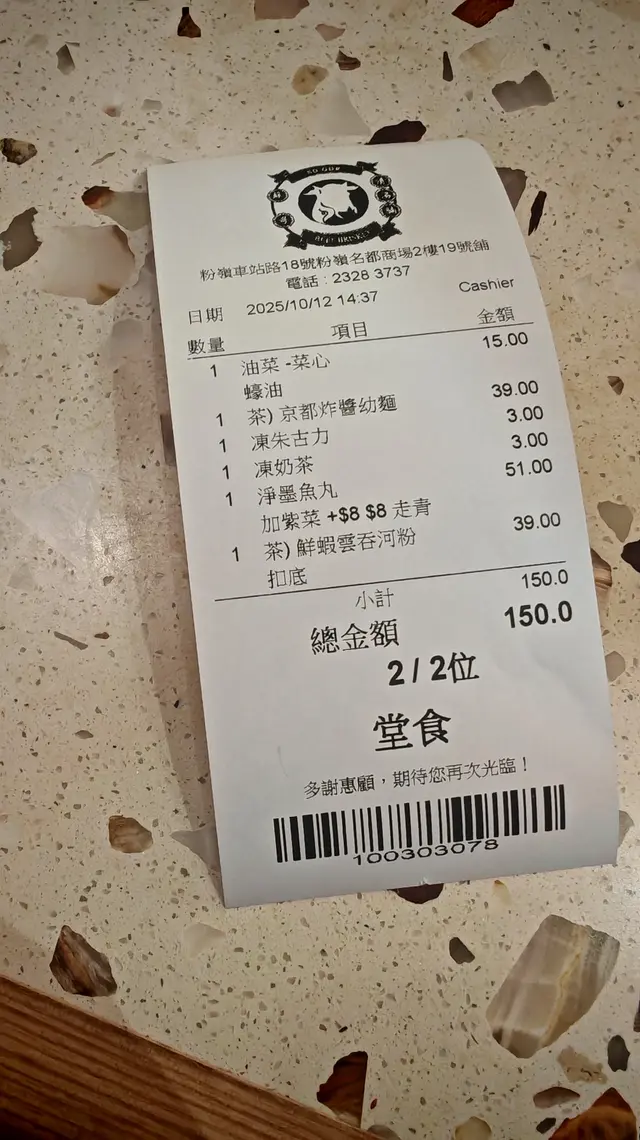 SO GOW
BEEF BRISKET
粉嶺車站路18號粉嶺名都商場2樓19號舖
電話 : 2328 3737
日期 2025/10/12 14:37 Cashier
數量 項目 金額
1 油菜 -菜心 15.00
蠔油
1 茶) 京都炸醬幼麵 39.00
1 凍朱古力 3.00
1 凍奶茶 3.00
1 淨墨魚丸 51.00
加紫菜 +$8 $8 走青
1 茶) 鮮蝦雲吞河粉 39.00
扣底
小計 150.0
總金額 150.0
2 / 2位
堂食
多謝惠顧，期待您再次光臨！
100303078